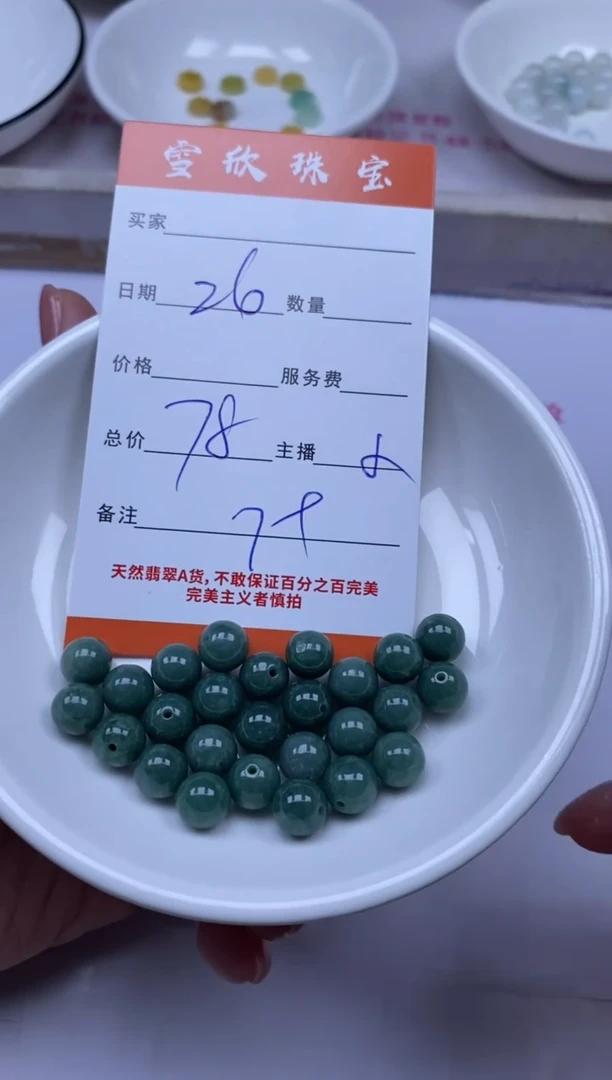 雪欣珠宝
买家
日期 26 数量
价格 服务费
总价 78 主播
备注
天然翡翠A货,不敢保证百分之百完美
完美主义者慎拍